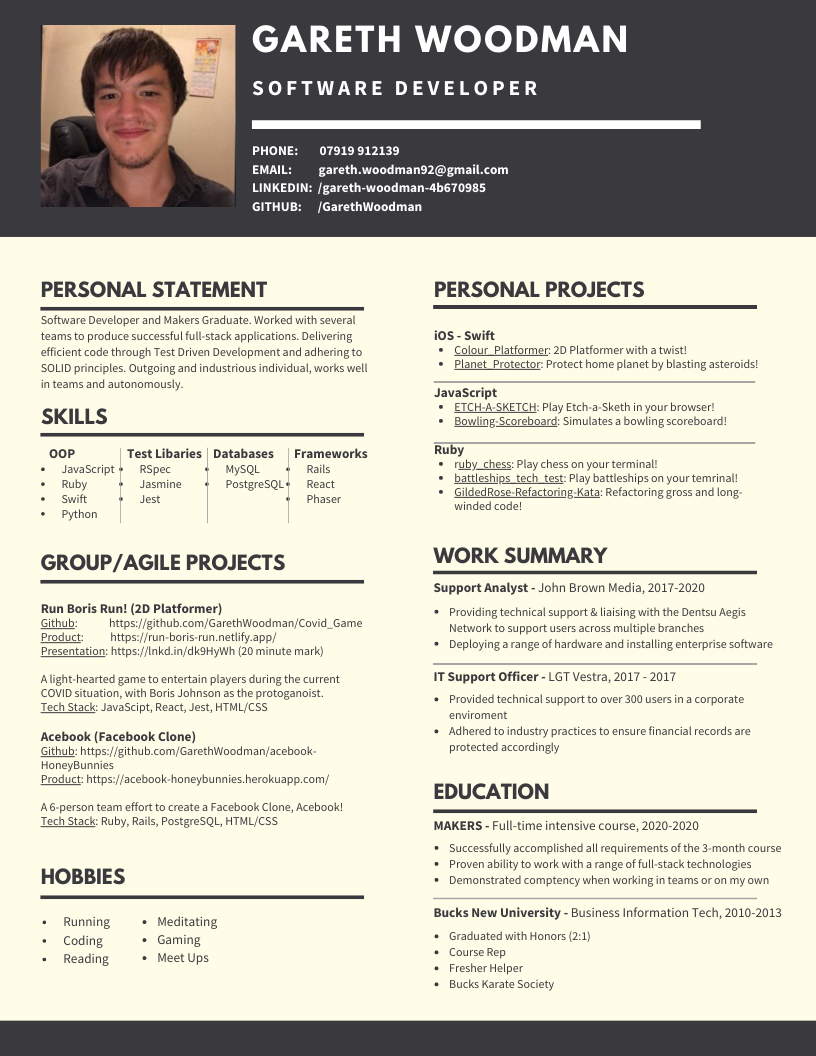 GARETH WOODMAN
SOFTWARE DEVELOPER
PHONE: 07919 912139
EMAIL: gareth.woodman92@gmail.com
LINKEDIN: /gareth-woodman-4b670985
GITHUB: /GarethWoodman
PERSONAL STATEMENT
Software Developer and Makers Graduate. Worked with several
teams to produce successful full-stack applications. Delivering
efficient code through Test Driven Development and adhering to
SOLID principles. Outgoing and industrious individual, works well
in teams and autonomously.
SKILLS
OOP
• JavaScript
• Ruby
• Swift
• Python
Test Libaries
• RSpec
• Jasmine
• Jest
Databases
• MySQL
• PostgreSQL
Frameworks
• Rails
• React
• Phaser
GROUP/AGILE PROJECTS
Run Boris Run! (2D Platformer)
Github: https://github.com/GarethWoodman/Covid_Game
Product: https://run-boris-run.netlify.app/
Presentation: https://lnkd.in/dk9HyWh (20 minute mark)
A light-hearted game to entertain players during the current
COVID situation, with Boris Johnson as the protoganoist.
Tech Stack: JavaScipt, React, Jest, HTML/CSS
Acebook (Facebook Clone)
Github: https://github.com/GarethWoodman/acebook-
HoneyBunnies
Product: https://acebook-honeybunnies.herokuapp.com/
A 6-person team effort to create a Facebook Clone, Acebook!
Tech Stack: Ruby, Rails, PostgreSQL, HTML/CSS
HOBBIES
• Running
• Coding
• Reading
• Meditating
• Gaming
• Meet Ups
PERSONAL PROJECTS
iOS - Swift
• Colour_Platformer: 2D Platformer with a twist!
• Planet_Protector: Protect home planet by blasting asteroids!
JavaScript
• ETCH-A-SKETCH: Play Etch-a-Sketh in your browser!
• Bowling-Scoreboard: Simulates a bowling scoreboard!
Ruby
• ruby_chess: Play chess on your terminal!
• battleships_tech_test: Play battleships on your temrinal!
• GildedRose-Refactoring-Kata: Refactoring gross and long-
winded code!
WORK SUMMARY
Support Analyst - John Brown Media, 2017-2020
• Providing technical support & liaising with the Dentsu Aegis
Network to support users across multiple branches
• Deploying a range of hardware and installing enterprise software
IT Support Officer - LGT Vestra, 2017 - 2017
• Provided technical support to over 300 users in a corporate
enviroment
• Adhered to industry practices to ensure financial records are
protected accordingly
EDUCATION
MAKERS - Full-time intensive course, 2020-2020
• Successfully accomplished all requirements of the 3-month course
• Proven ability to work with a range of full-stack technologies
• Demonstrated comptency when working in teams or on my own
Bucks New University - Business Information Tech, 2010-2013
• Graduated with Honors (2:1)
• Course Rep
• Fresher Helper
• Bucks Karate Society